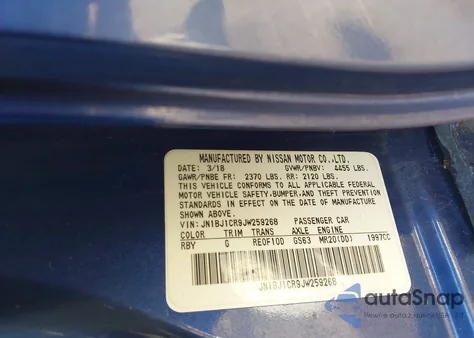 MANUFACTURED BY NISSAN MOTOR CO.,LTD.
DATE: 3/18 GVWR/PNBV: 4455 LBS.
GAWR/PNBE FR: 2370 LBS. RR: 2120 LBS.
THIS VEHICLE CONFORMS TO ALL APPLICABLE FEDERAL
MOTOR VEHICLE SAFETY,BUMPER,AND THEFT PREVENTION
STANDARDS IN EFFECT ON THE DATE OF MANUFACTURE
SHOWN ABOVE.
VIN: JN1BJ1CR9JW259268 PASSENGER CAR
COLOR TRIM TRANS AXLE ENGINE
RBY G RE0F10D GS63 MR20(DD) 1997CC
JN1BJ1CR9JW259268
autoSnap